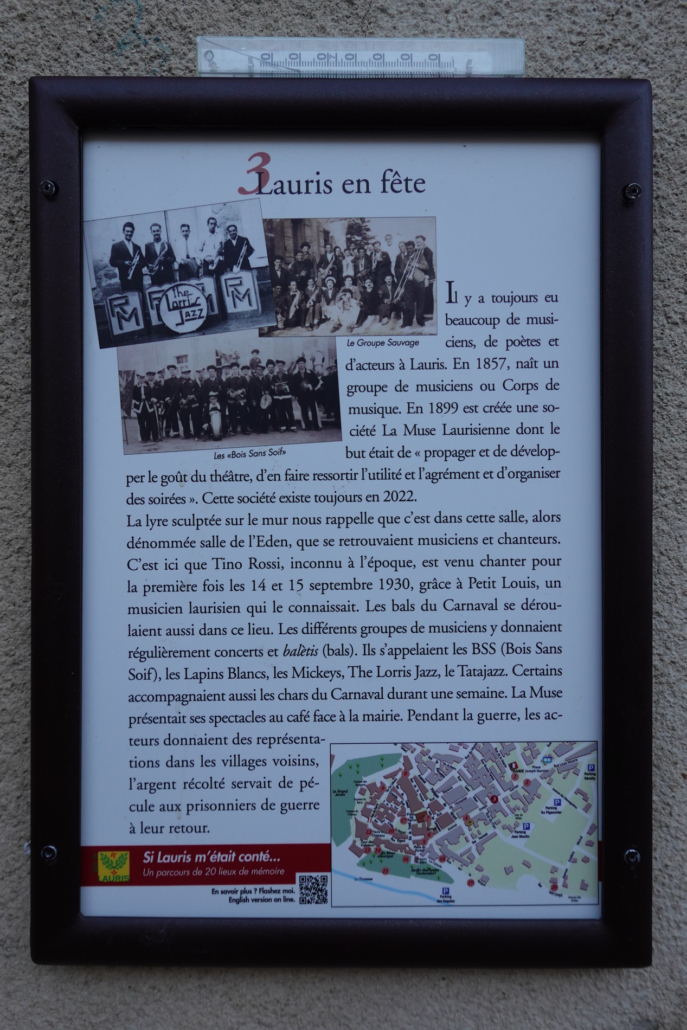 3 Lauris en fête
RM
The
Lorris
Jazz
RM
Le Groupe Sauvage
Les «Bois Sans Soif»
Il y a toujours eu
beaucoup de musi-
ciens, de poètes et
d'acteurs à Lauris. En 1857, naît un
groupe de musiciens ou Corps de
musique. En 1899 est créée une so-
ciété La Muse Laurisienne dont le
but était de « propager et de dévelop-
per le goût du théâtre, d'en faire ressortir l'utilité et l'agrément et d'organiser
des soirées ». Cette société existe toujours en 2022.
La lyre sculptée sur le mur nous rappelle que c'est dans cette salle, alors
dénommée salle de l'Eden, que se retrouvaient musiciens et chanteurs.
C'est ici que Tino Rossi, inconnu à l'époque, est venu chanter pour
la première fois les 14 et 15 septembre 1930, grâce à Petit Louis, un
musicien laurisien qui le connaissait. Les bals du Carnaval se dérou-
laient aussi dans ce lieu. Les différents groupes de musiciens y donnaient
régulièrement concerts et balètis (bals). Ils s'appelaient les BSS (Bois Sans
Soif), les Lapins Blancs, les Mickeys, The Lorris Jazz, le Tatajazz. Certains
accompagnaient aussi les chars du Carnaval durant une semaine. La Muse
présentait ses spectacles au café face à la mairie. Pendant la guerre, les ac-
teurs donnaient des représenta-
tions dans les villages voisins,
l'argent récolté servait de pé-
cule aux prisonniers de guerre
à leur retour.
LAURIS
Si Lauris m'était conté...
Un parcours de 20 lieux de mémoire
En savoir plus ? Flashez moi.
English version on line.